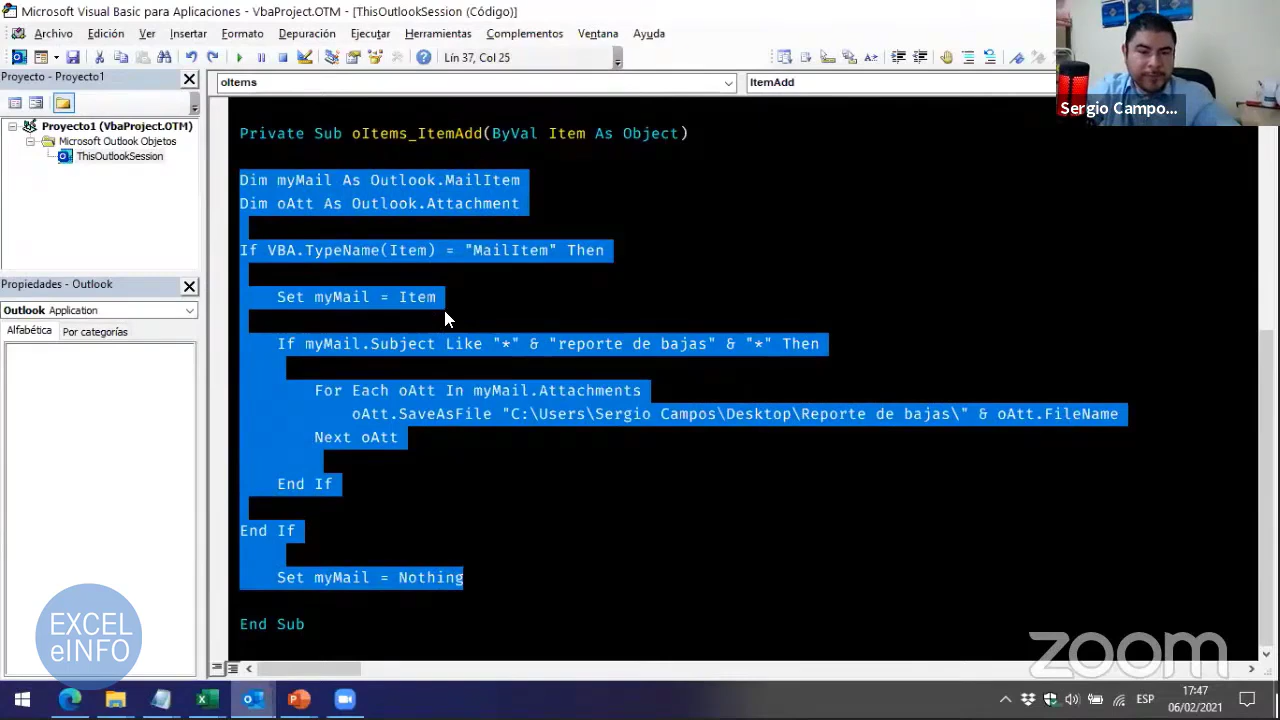 Microsoft Visual Basic para Aplicaciones - VbaProject.OTM - [ThisOutlookSession (Código)]
Archivo Edición Ver Insertar Formato Depuración Ejecutar Herramientas Complementos Ventana Ayuda
Lín 37, Col 25
Proyecto - Proyecto1
oItems
ItemAdd
Sergio Campo...
Proyecto1 (VbaProject.OTM)
Microsoft Outlook Objetos
ThisOutlookSession
Propiedades - Outlook
Outlook Application
Alfabética Por categorías
Private Sub oItems_ItemAdd(ByVal Item As Object)
Dim myMail As Outlook.MailItem
Dim oAtt As Outlook.Attachment
If VBA.TypeName(Item) = "MailItem" Then
Set myMail = Item
If myMail.Subject Like "*" & "reporte de bajas" & "*" Then
For Each oAtt In myMail.Attachments
oAtt.SaveAsFile "C:\Users\Sergio Campos\Desktop\Reporte de bajas\" & oAtt.FileName
Next oAtt
End If
End If
Set myMail = Nothing
End Sub
EXCEL
eINFO
zoom
ESP
17:47
06/02/2021